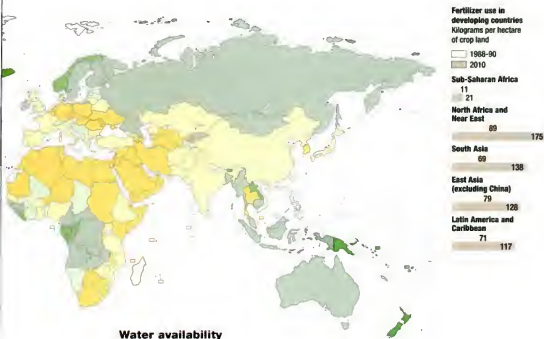 Fertilizer use in
developing countries
Kilograms per hectare
of crop land
1988-90
2010
Sub-Saharan Africa
11
21
North Africa and
Near East
89
175
South Asia
69
138
East Asia
(excluding China)
79
128
Latin America and
Caribbean
71
117
Water availability